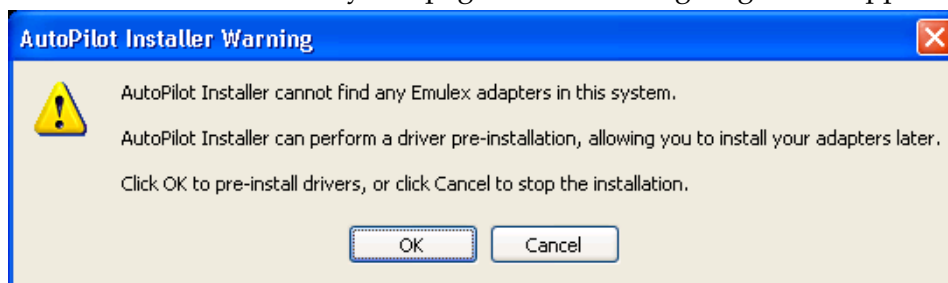 AutoPilot Installer Warning
AutoPilot Installer cannot find any Emulex adapters in this system.
AutoPilot Installer can perform a driver pre-installation, allowing you to install your adapters later.
Click OK to pre-install drivers, or click Cancel to stop the installation.
OK Cancel